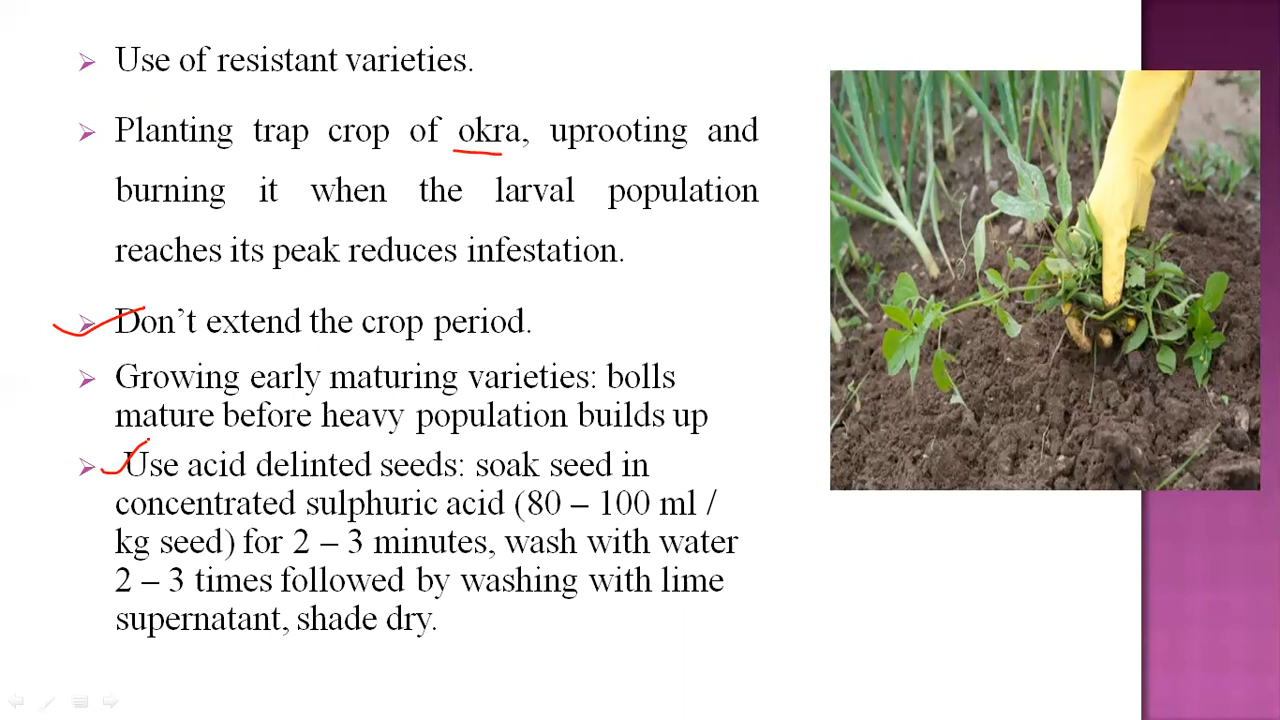 Use of resistant varieties.
Planting trap crop of okra, uprooting and
burning it when the larval population
reaches its peak reduces infestation.
Don’t extend the crop period.
Growing early maturing varieties: bolls
mature before heavy population builds up
Use acid delinted seeds: soak seed in
concentrated sulphuric acid (80 – 100 ml /
kg seed) for 2 – 3 minutes, wash with water
2 – 3 times followed by washing with lime
supernatant, shade dry.